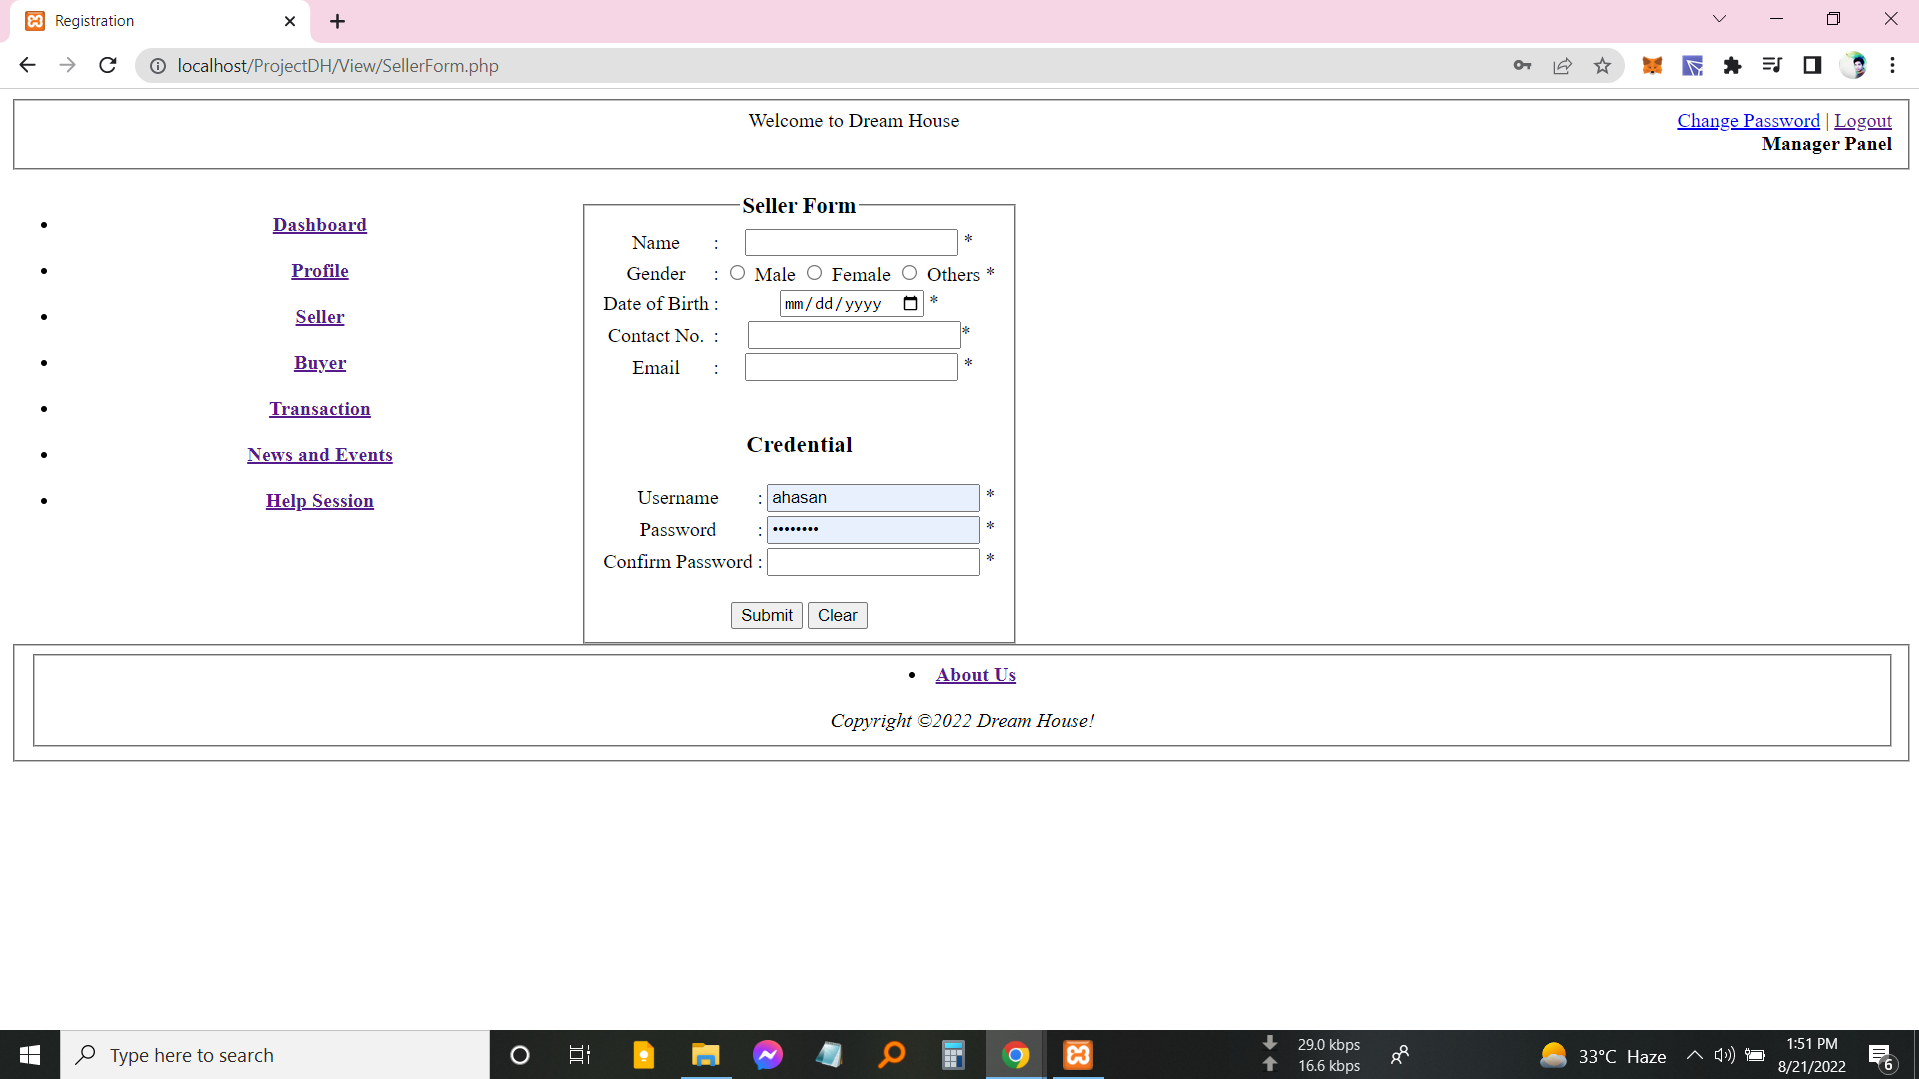 Registration
localhost/ProjectDH/View/SellerForm.php
Welcome to Dream House
Change Password | Logout
Manager Panel
Dashboard
Profile
Seller
Buyer
Transaction
News and Events
Help Session
Seller Form
Name : *
Gender : Male Female Others *
Date of Birth : mm/dd/yyyy *
Contact No. : *
Email : *
Credential
Username : ahasan *
Password : •••••••• *
Confirm Password : *
Submit Clear
About Us
Copyright ©2022 Dream House!
Type here to search
29.0 kbps
16.6 kbps
33°C Haze
1:51 PM
8/21/2022
6